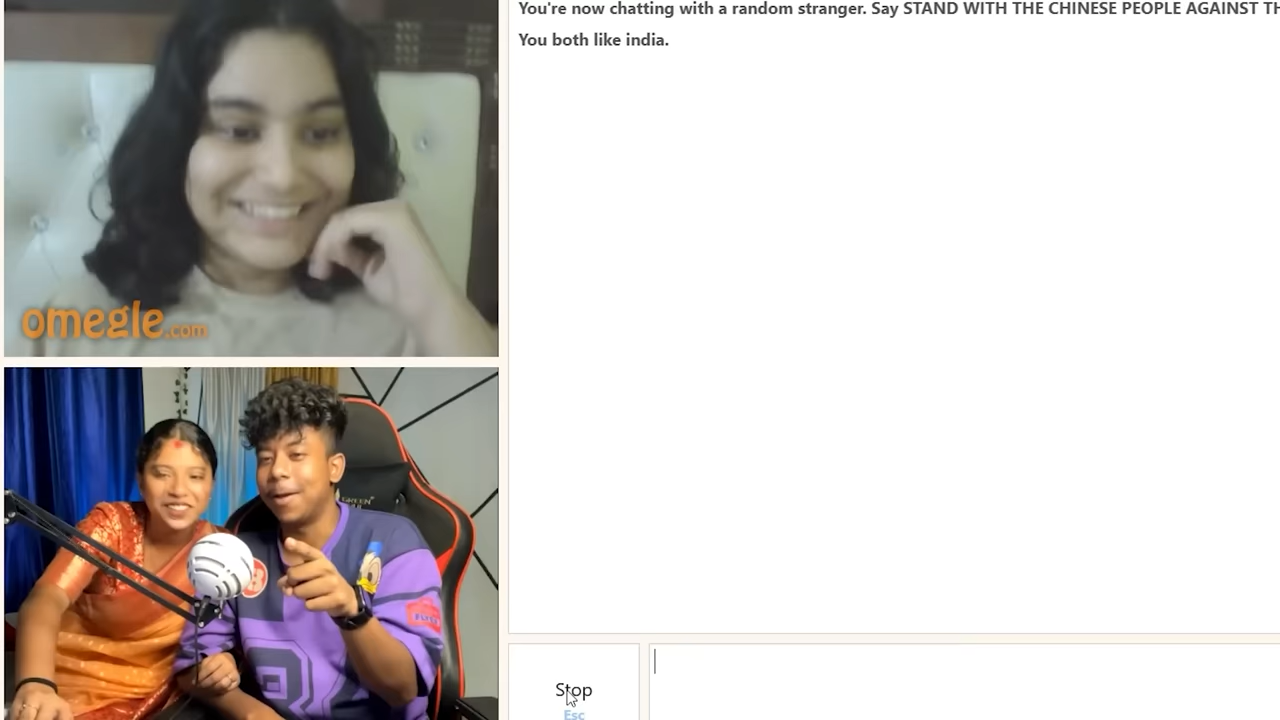 You're now chatting with a random stranger. Say STAND WITH THE CHINESE PEOPLE AGAINST
You both like india.
omegle.com
GREEN
Stop
Esc